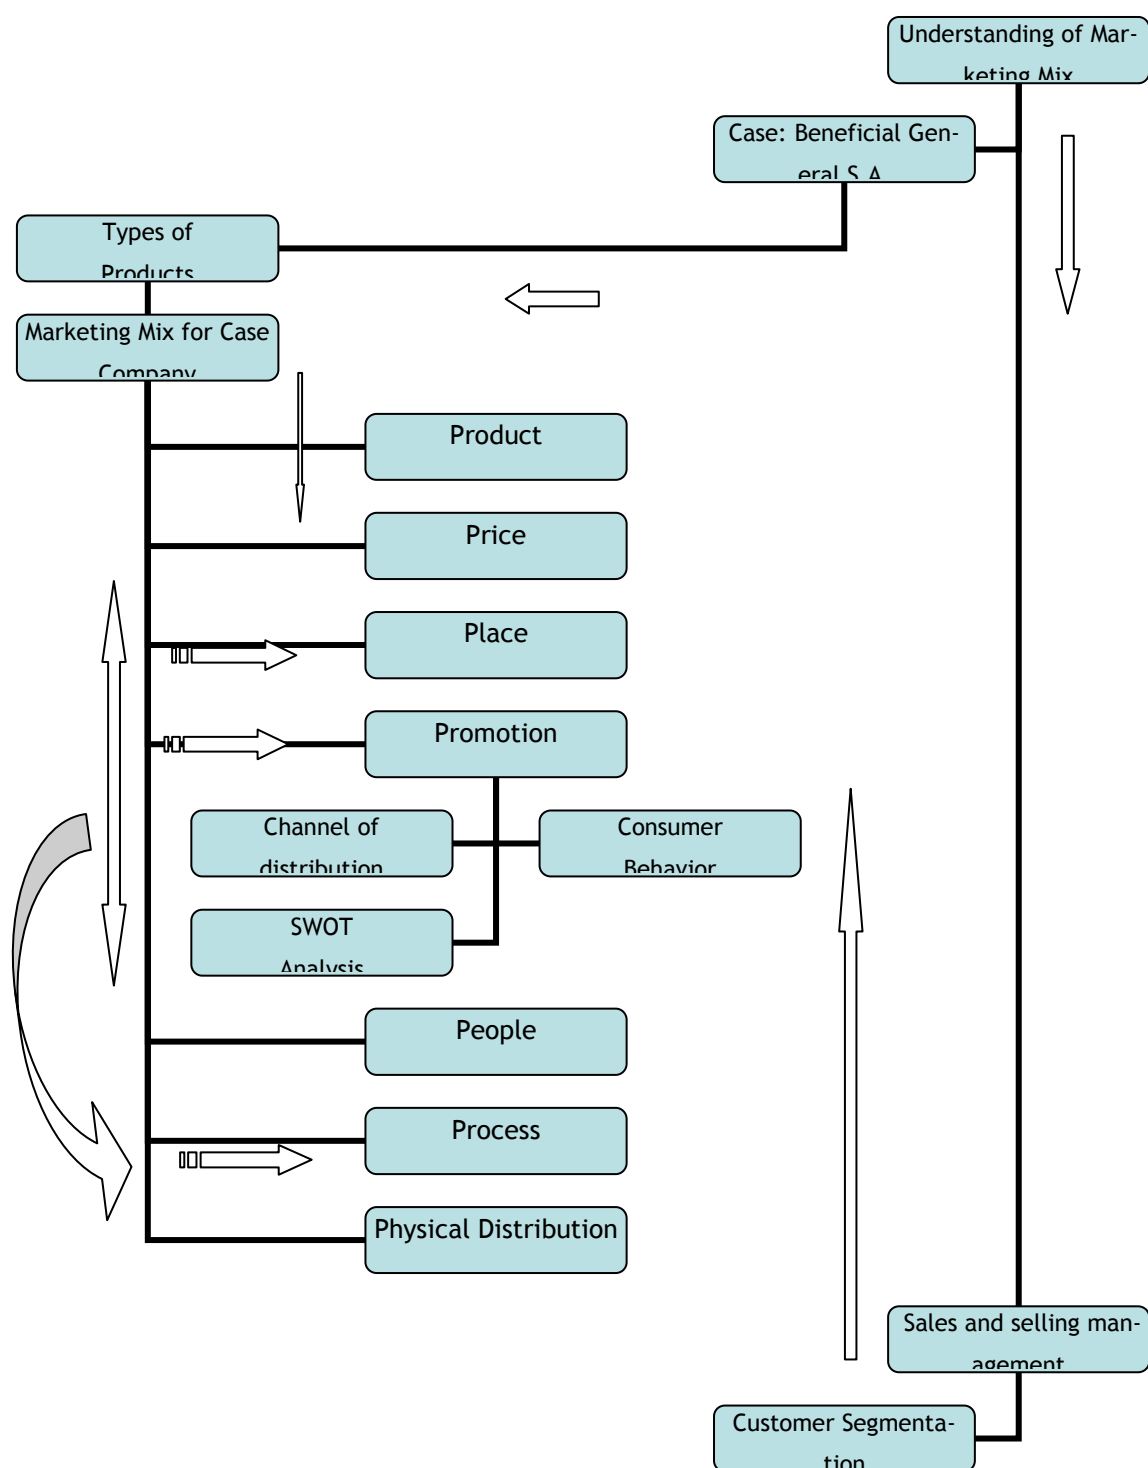 Understanding of Mar-
keting Mix
Case: Beneficial Gen-
eral S.A
Types of
Products
Marketing Mix for Case
Company
Product
Price
Place
Promotion
Channel of
distribution
Consumer
Behavior
SWOT
Analysis
People
Process
Physical Distribution
Sales and selling man-
agement
Customer Segmenta-
tion